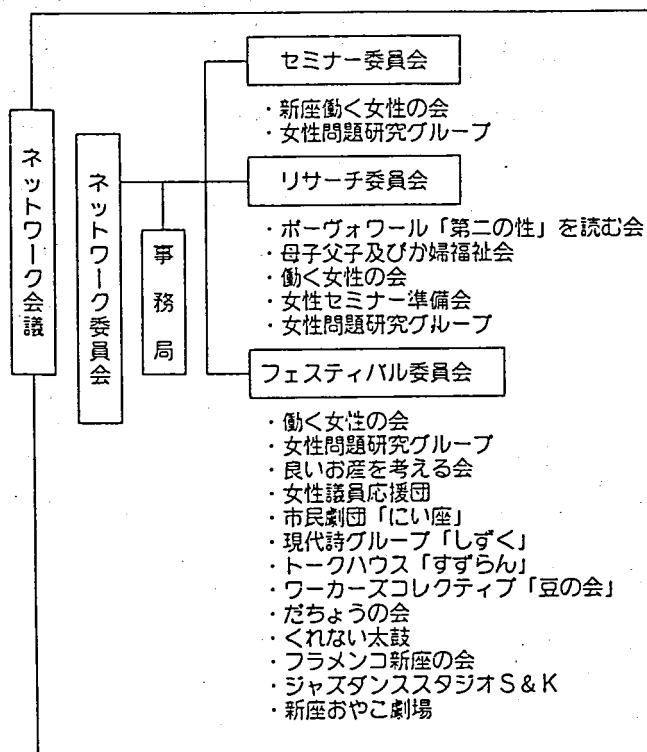 ネットワーク会議
ネットワーク委員会
事務局
セミナー委員会
・新座働く女性の会
・女性問題研究グループ
リサーチ委員会
・ボーヴォワール「第二の性」を読む会
・母子父子及びか婦福祉会
・働く女性の会
・女性セミナー準備会
・女性問題研究グループ
フェスティバル委員会
・働く女性の会
・女性問題研究グループ
・良いお産を考える会
・女性議員応援団
・市民劇団「にい座」
・現代詩グループ「しずく」
・トークハウス「すずらん」
・ワーカーズコレクティブ「豆の会」
・だちょうの会
・くれない太鼓
・フラメンコ新座の会
・ジャズダンススタジオS&K
・新座おやこ劇場